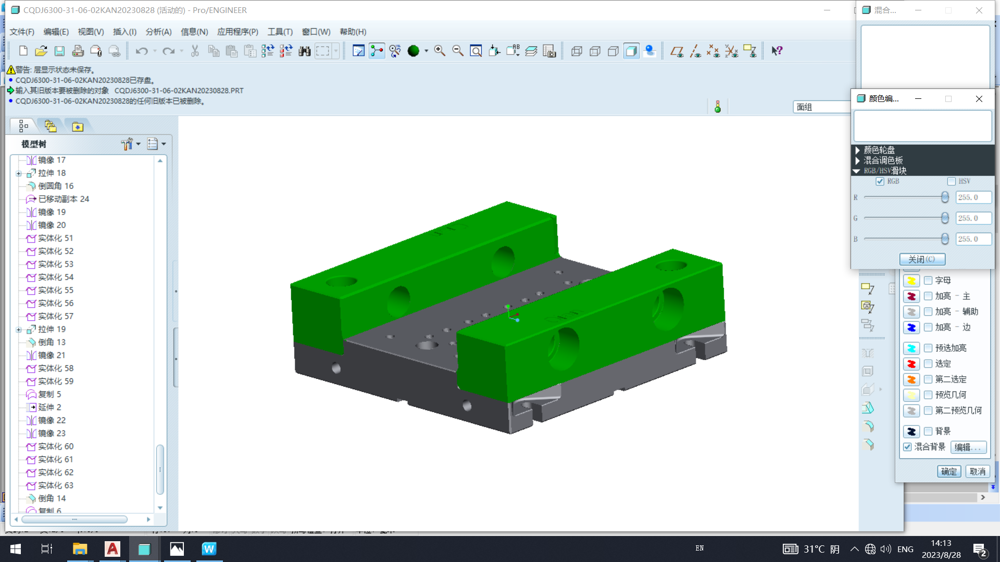 CQDJ6300-31-06-02KAN20230828 (活动的) - Pro/ENGINEER
混合...
文件(F) 编辑(E) 视图(V) 插入(I) 分析(A) 信息(N) 应用程序(P) 工具(T) 窗口(W) 帮助(H)
警告: 层显示状态未保存。
CQDJ6300-31-06-02KAN20230828已存盘。
输入其旧版本要被删除的对象 CQDJ6300-31-06-02KAN20230828.PRT
CQDJ6300-31-06-02KAN20230828的任何旧版本已被删除。
面组
颜色编...
颜色轮盘
混合调色板
RGB/HSV滑块
RGB HSV
R 255.0
G 255.0
B 255.0
关闭(C)
模型树
镜像 17
拉伸 18
倒圆角 16
已移动副本 24
镜像 19
镜像 20
实体化 51
实体化 52
实体化 53
实体化 54
实体化 55
实体化 56
实体化 57
拉伸 19
倒角 13
镜像 21
实体化 58
实体化 59
复制 5
延伸 2
镜像 22
镜像 23
实体化 60
实体化 61
实体化 62
实体化 63
倒角 14
复制 6
字母
加亮 - 主
加亮 - 辅助
加亮 - 边
预选加亮
选定
第二选定
预览几何
第二预览几何
背景
混合背景 编辑...
确定 取消
EN
31°C 阴
ENG
14:13
2023/8/28
2